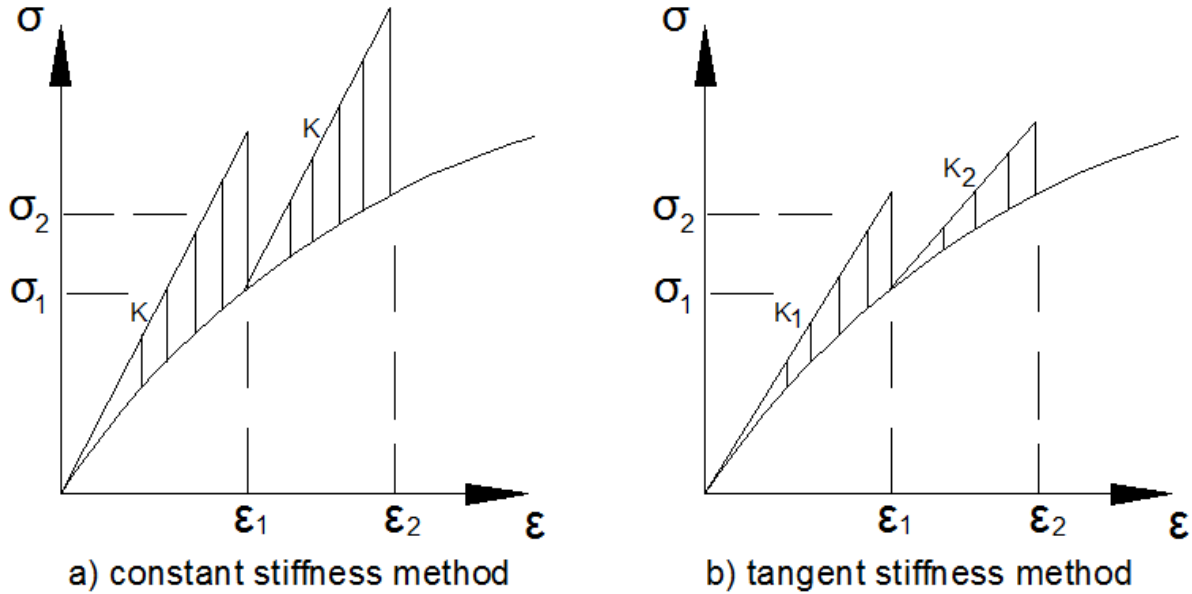 σ
K
K
σ₂
σ₁
ε₁
ε₂
ε
a) constant stiffness method
σ
K₂
σ₂
σ₁
K₁
ε₁
ε₂
ε
b) tangent stiffness method